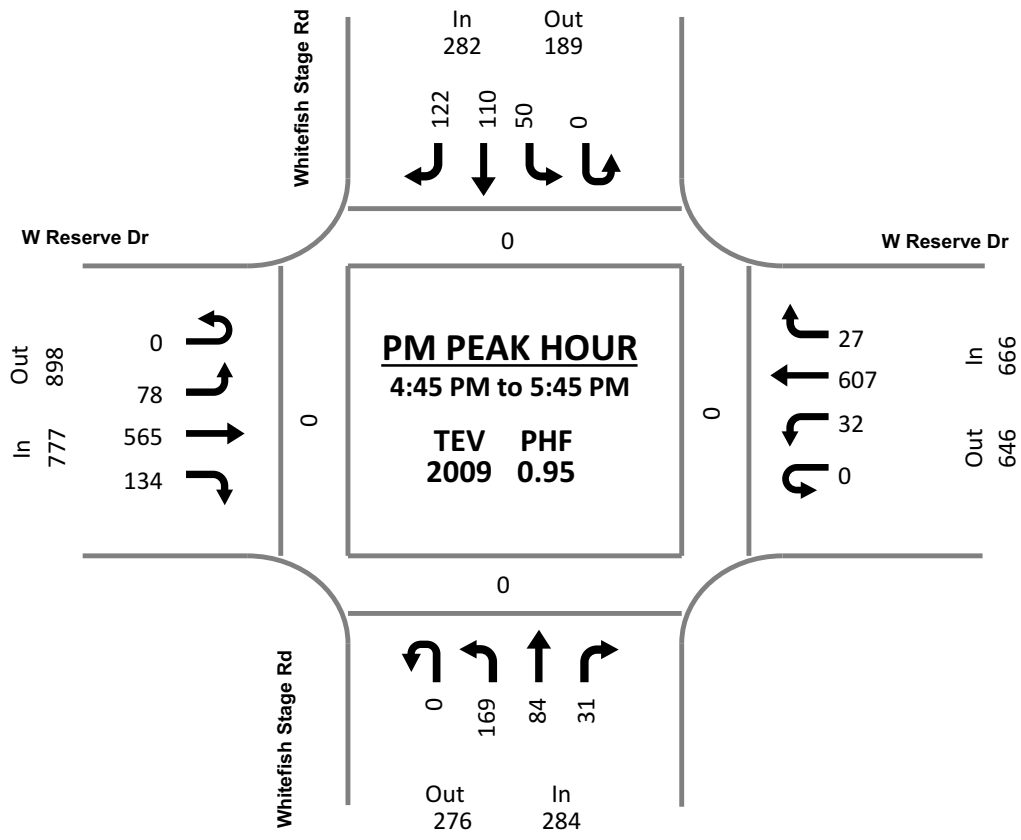 In Out
282 189
Whitefish Stage Rd
122 110 50 0
W Reserve Dr
0
W Reserve Dr
Out
898
In
777
0
78
565
134
0
PM PEAK HOUR
4:45 PM to 5:45 PM
TEV PHF
2009 0.95
0
27
607
32
0
In
666
Out
646
0
0 169 84 31
Whitefish Stage Rd
Out In
276 284